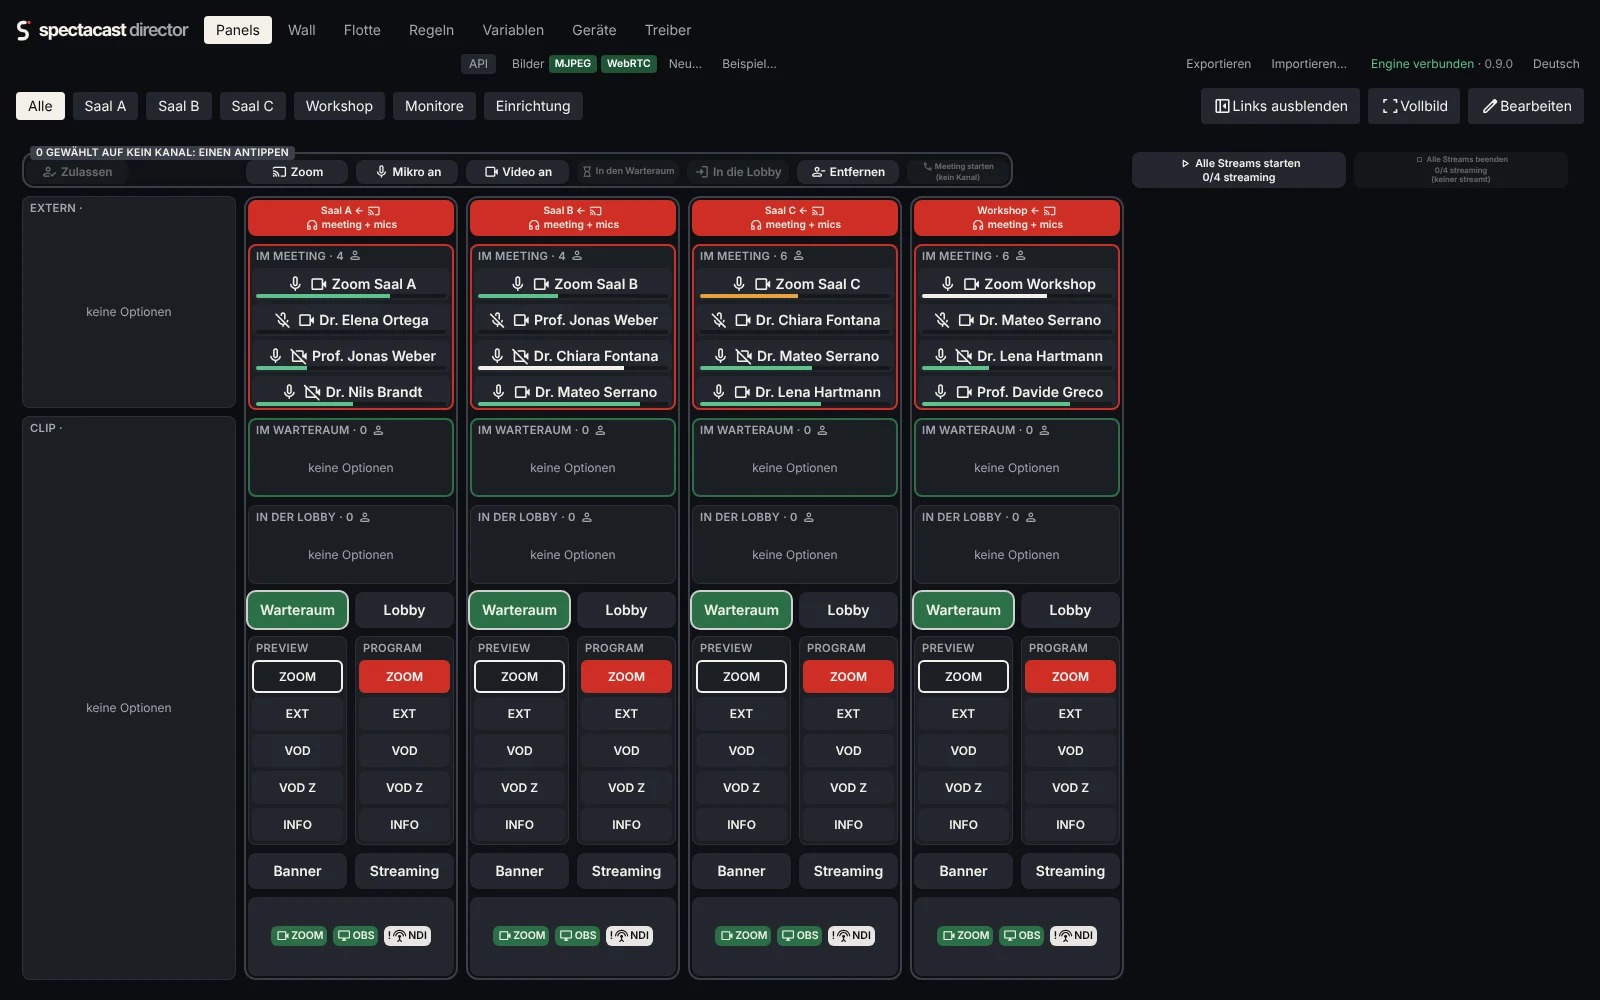 spectacast director
Panels
Wall
Flotte
Regeln
Variablen
Geräte
Treiber
API
Bilder MJPEG WebRTC
Neu...
Beispiel...
Exportieren
Importieren...
Engine verbunden · 0.9.0
Deutsch
Alle
Saal A
Saal B
Saal C
Workshop
Monitore
Einrichtung
Links ausblenden
Vollbild
Bearbeiten
0 GEWÄHLT AUF KEIN KANAL: EINEN ANTIPPEN
Zulassen
Zoom
Mikro an
Video an
In den Warteraum
In die Lobby
Entfernen
Meeting starten
(kein Kanal)
Alle Streams starten
0/4 streaming
Alle Streams beenden
0/4 streaming
(keiner streamt)
EXTERN ·
keine Optionen
CLIP ·
keine Optionen
Saal A ←
meeting + mics
IM MEETING · 4
Zoom Saal A
Dr. Elena Ortega
Prof. Jonas Weber
Dr. Nils Brandt
IM WARTERAUM · 0
keine Optionen
IN DER LOBBY · 0
keine Optionen
Warteraum
Lobby
PREVIEW
ZOOM
EXT
VOD
VOD Z
INFO
PROGRAM
ZOOM
EXT
VOD
VOD Z
INFO
Banner
Streaming
ZOOM
OBS
! NDI
Saal B ←
meeting + mics
IM MEETING · 4
Zoom Saal B
Prof. Jonas Weber
Dr. Chiara Fontana
Dr. Mateo Serrano
IM WARTERAUM · 0
keine Optionen
IN DER LOBBY · 0
keine Optionen
Warteraum
Lobby
PREVIEW
ZOOM
EXT
VOD
VOD Z
INFO
PROGRAM
ZOOM
EXT
VOD
VOD Z
INFO
Banner
Streaming
ZOOM
OBS
! NDI
Saal C ←
meeting + mics
IM MEETING · 6
Zoom Saal C
Dr. Chiara Fontana
Dr. Mateo Serrano
Dr. Lena Hartmann
IM WARTERAUM · 0
keine Optionen
IN DER LOBBY · 0
keine Optionen
Warteraum
Lobby
PREVIEW
ZOOM
EXT
VOD
VOD Z
INFO
PROGRAM
ZOOM
EXT
VOD
VOD Z
INFO
Banner
Streaming
ZOOM
OBS
! NDI
Workshop ←
meeting + mics
IM MEETING · 6
Zoom Workshop
Dr. Mateo Serrano
Dr. Lena Hartmann
Prof. Davide Greco
IM WARTERAUM · 0
keine Optionen
IN DER LOBBY · 0
keine Optionen
Warteraum
Lobby
PREVIEW
ZOOM
EXT
VOD
VOD Z
INFO
PROGRAM
ZOOM
EXT
VOD
VOD Z
INFO
Banner
Streaming
ZOOM
OBS
! NDI